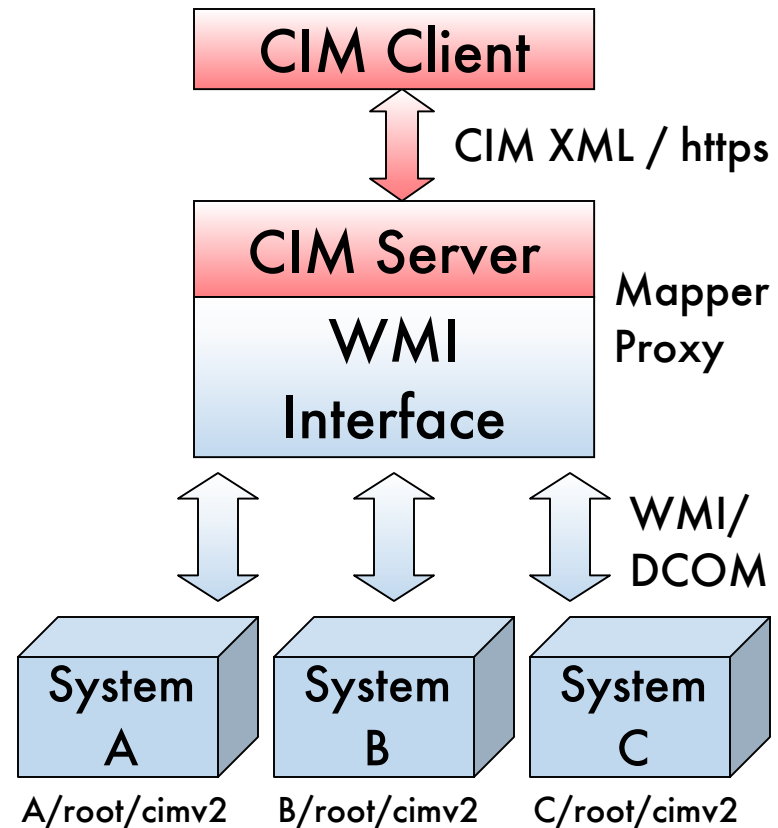 CIM Client
CIM XML / https
CIM Server
Mapper
Proxy
WMI
Interface
WMI/
DCOM
System
A
System
B
System
C
A/root/cimv2
B/root/cimv2
C/root/cimv2